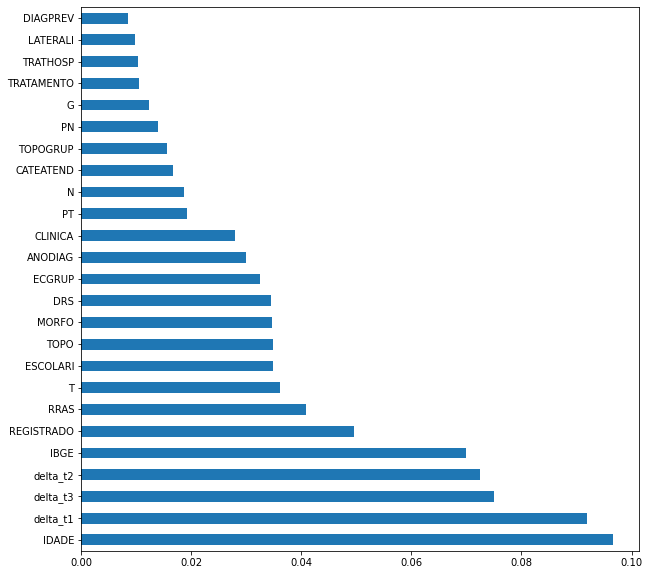 DIAGPREV
LATERALI
TRATHOSP
TRATAMENTO
G
PN
TOPOGRUP
CATEATEND
N
PT
CLINICA
ANODIAG
ECGRUP
DRS
MORFO
TOPO
ESCOLARI
T
RRAS
REGISTRADO
IBGE
delta_t2
delta_t3
delta_t1
IDADE
0.00 0.02 0.04 0.06 0.08 0.10